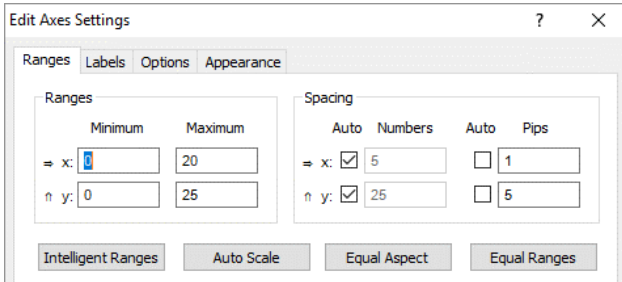 Edit Axes Settings ? ×
Ranges Labels Options Appearance
Ranges Spacing
Minimum Maximum Auto Numbers Auto Pips
⇒ x: 0 20 ⇒ x: 5 1
⇑ y: 0 25 ⇑ y: 25 5
Intelligent Ranges Auto Scale Equal Aspect Equal Ranges